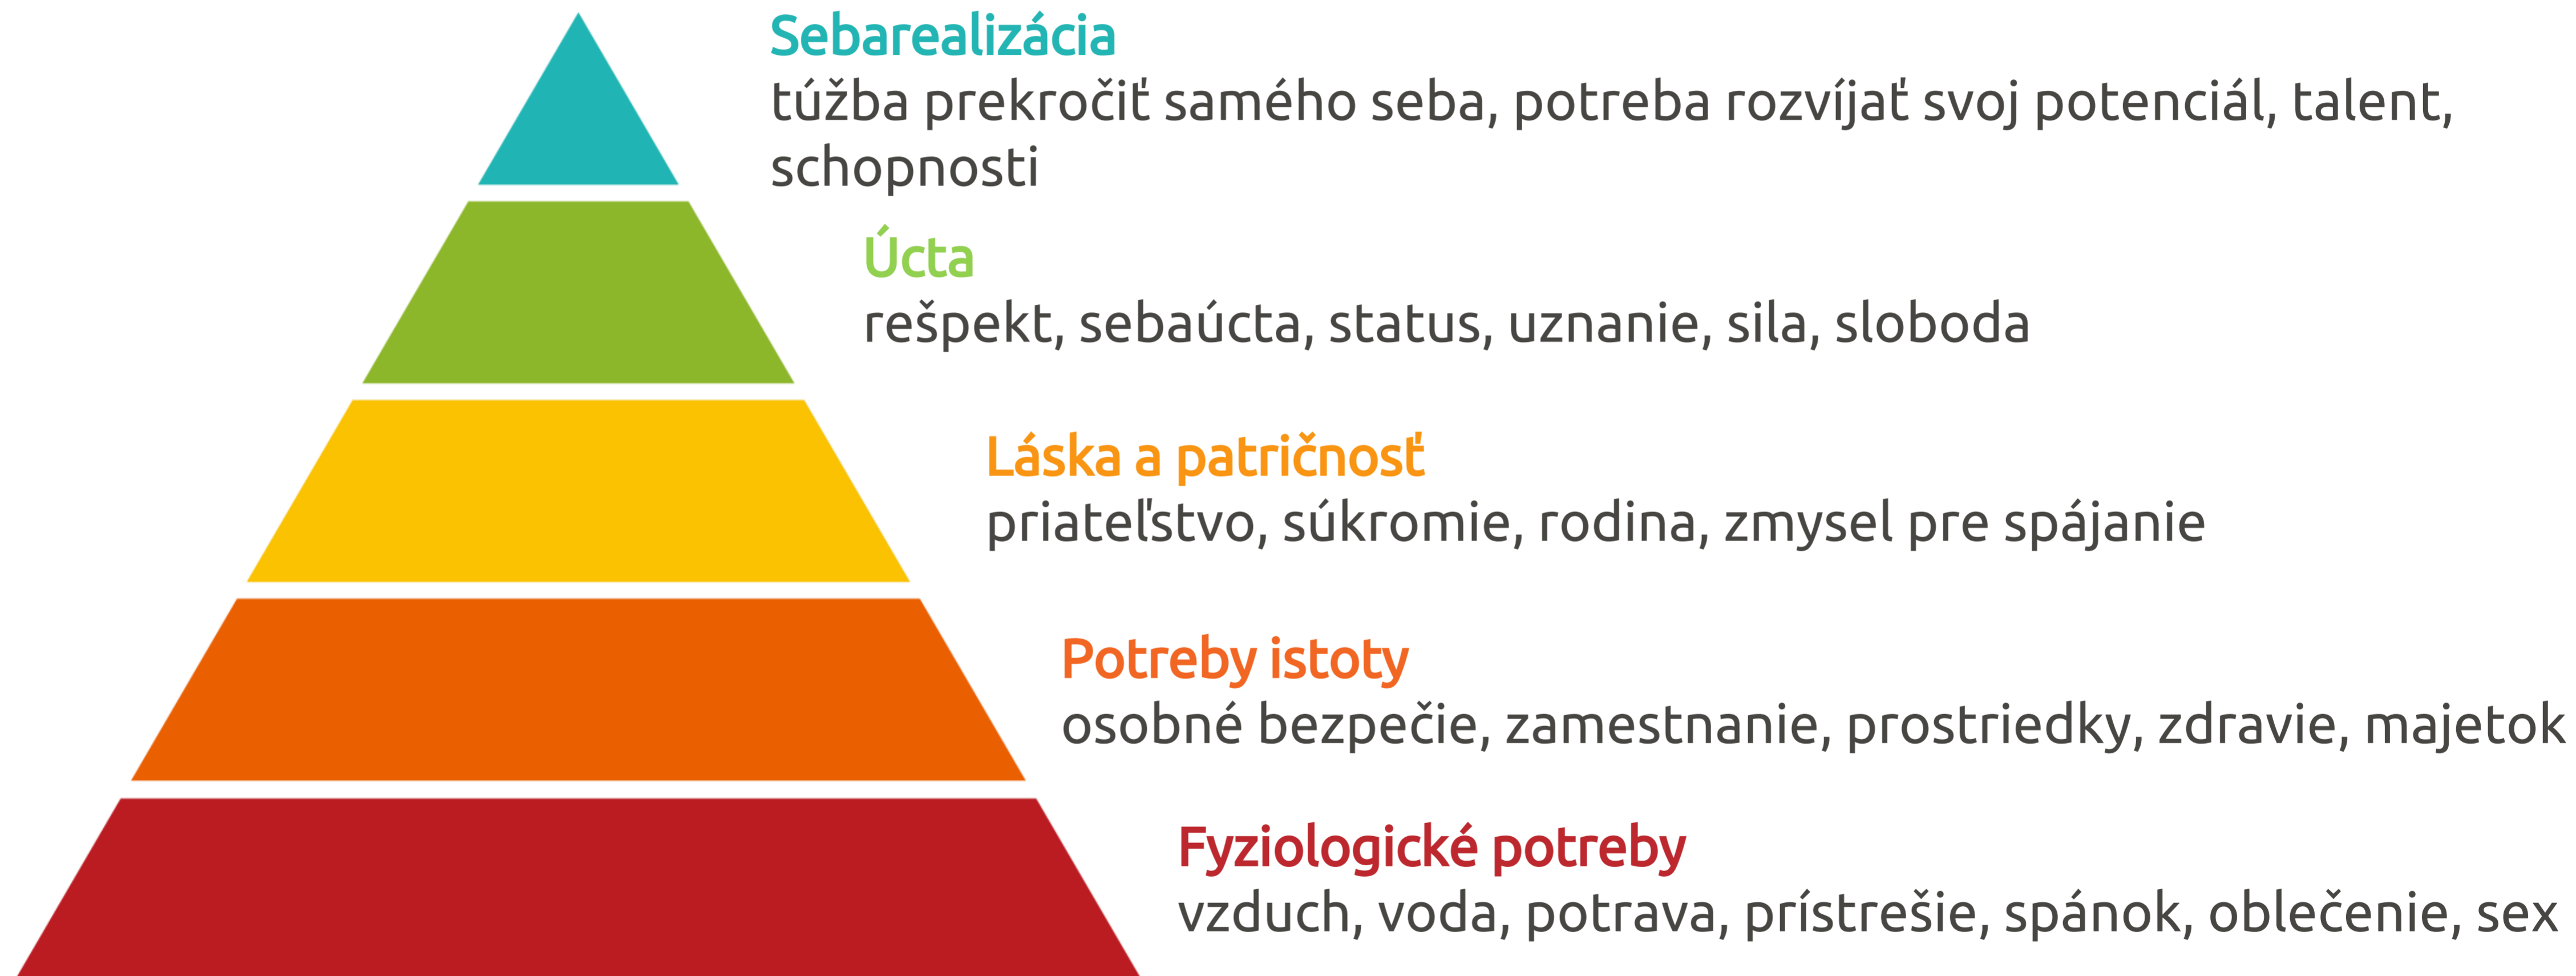 Sebarealizácia
túžba prekročiť samého seba, potreba rozvíjať svoj potenciál, talent,
schopnosti
Úcta
rešpekt, sebaúcta, status, uznanie, sila, sloboda
Láska a patričnosť
priateľstvo, súkromie, rodina, zmysel pre spájanie
Potreby istoty
osobné bezpečie, zamestnanie, prostriedky, zdravie, majetok
Fyziologické potreby
vzduch, voda, potrava, prístrešie, spánok, oblečenie, sex